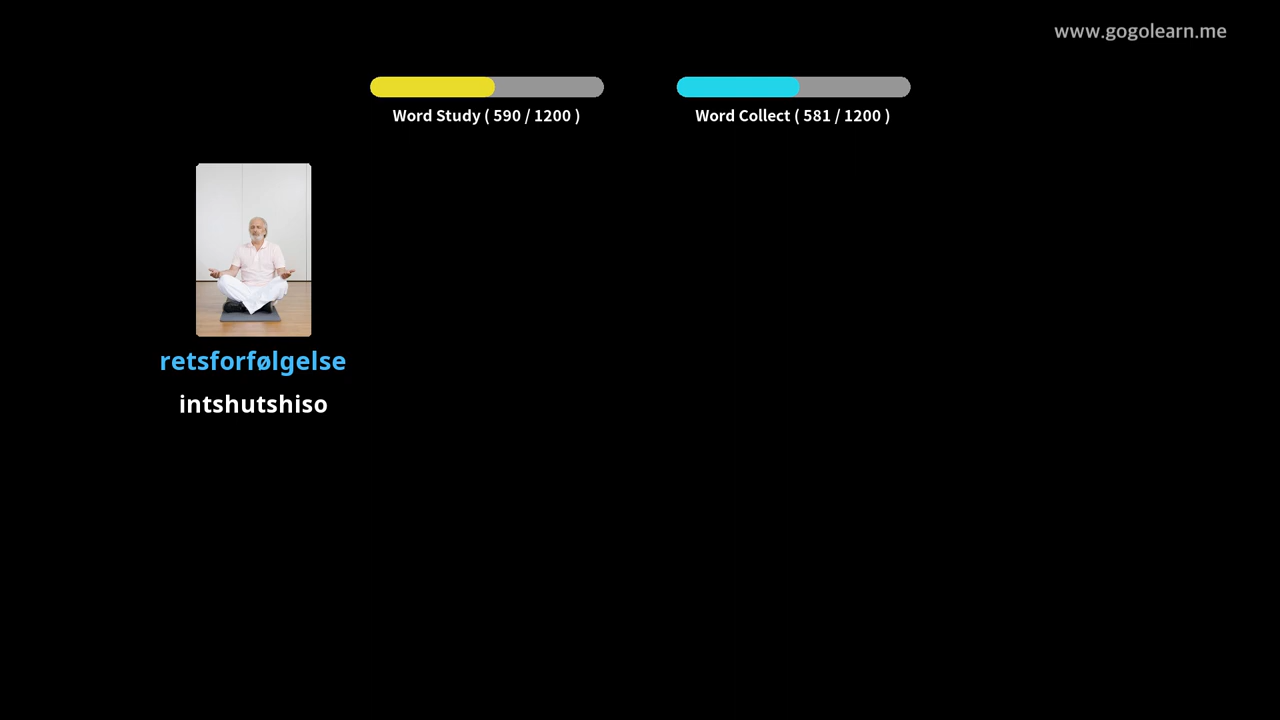 www.gogolearn.me
Word Study ( 590 / 1200 )
Word Collect ( 581 / 1200 )
retsforfølgelse
intshutshiso